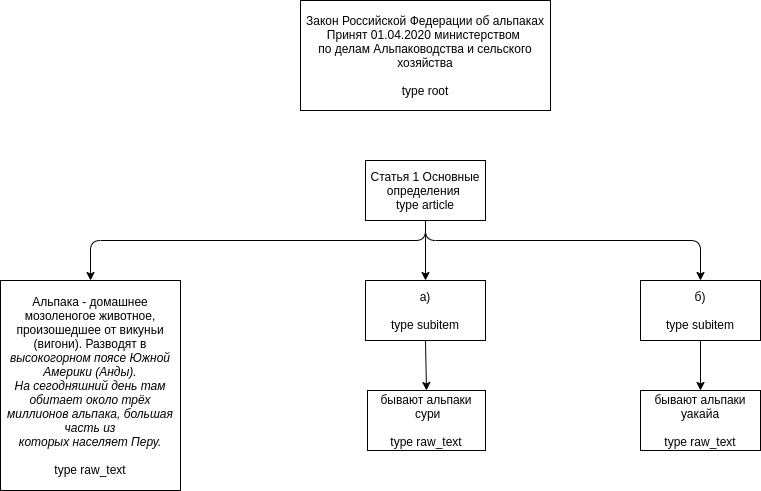 Закон Российской Федерации об альпаках
Принят 01.04.2020 министерством
по делам Альпаководства и сельского
хозяйства
type root
Статья 1 Основные
определения
type article
Альпака - домашнее
мозоленогое животное,
произошедшее от викуньи
(вигони). Разводят в
высокогорном поясе Южной
Америки (Анды).
На сегодняшний день там
обитает около трёх
миллионов альпака, большая
часть из
которых населяет Перу.
type raw_text
а)
type subitem
б)
type subitem
бывают альпаки
сури
type raw_text
бывают альпаки
уакайа
type raw_text